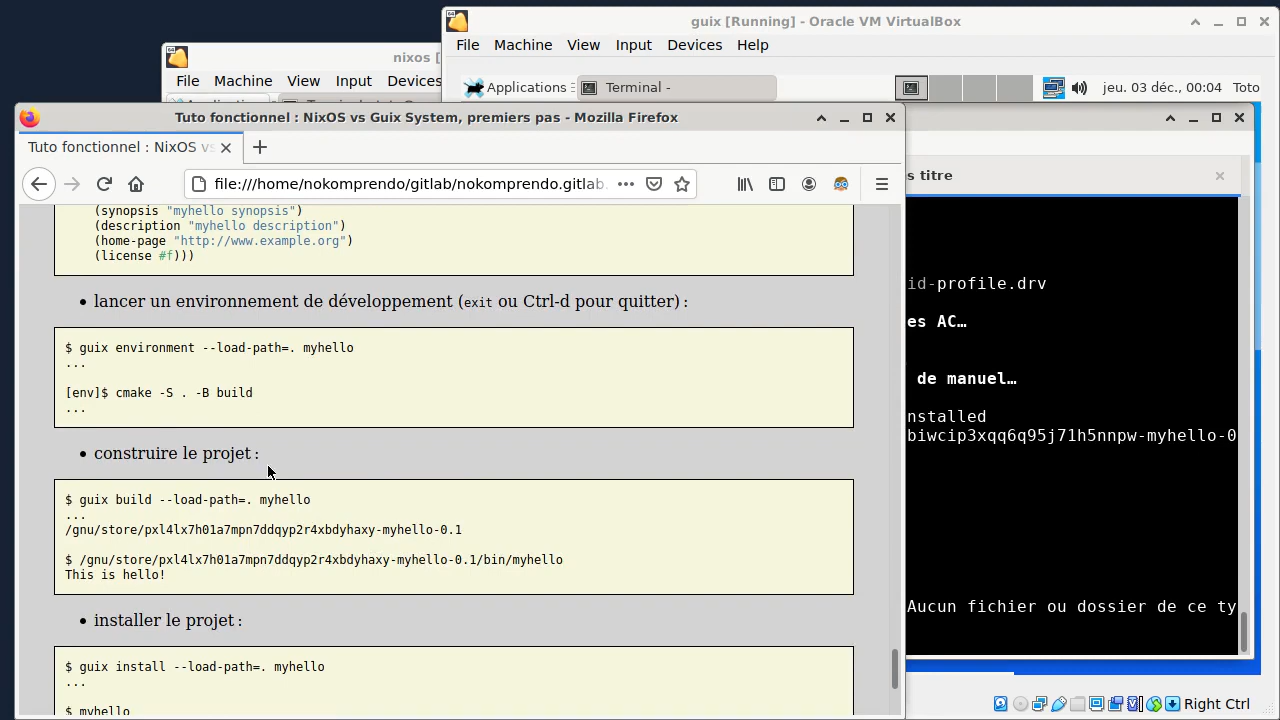 guix [Running] - Oracle VM VirtualBox
File Machine View Input Devices Help
nixos [
File Machine View Input Devices
Applications
Terminal -
jeu. 03 déc., 00:04 Toto
Tuto fonctionnel : NixOS vs Guix System, premiers pas - Mozilla Firefox
Tuto fonctionnel : NixOS vs
file:///home/nokomprendo/gitlab/nokomprendo.gitlab.
s titre
(synopsis "myhello synopsis")
(description "myhello description")
(home-page "http://www.example.org")
(license #f)))
• lancer un environnement de développement (exit ou Ctrl-d pour quitter) :
$ guix environment --load-path=. myhello
...
[env]$ cmake -S . -B build
...
• construire le projet :
$ guix build --load-path=. myhello
...
/gnu/store/pxl4lx7h01a7mpn7ddqyp2r4xbdyhaxy-myhello-0.1
$ /gnu/store/pxl4lx7h01a7mpn7ddqyp2r4xbdyhaxy-myhello-0.1/bin/myhello
This is hello!
• installer le projet :
$ guix install --load-path=. myhello
...
$ myhello
id-profile.drv
es AC…
de manuel…
nstalled
biwcip3xqq6q95j71h5nnpw-myhello-0
Aucun fichier ou dossier de ce ty
Right Ctrl